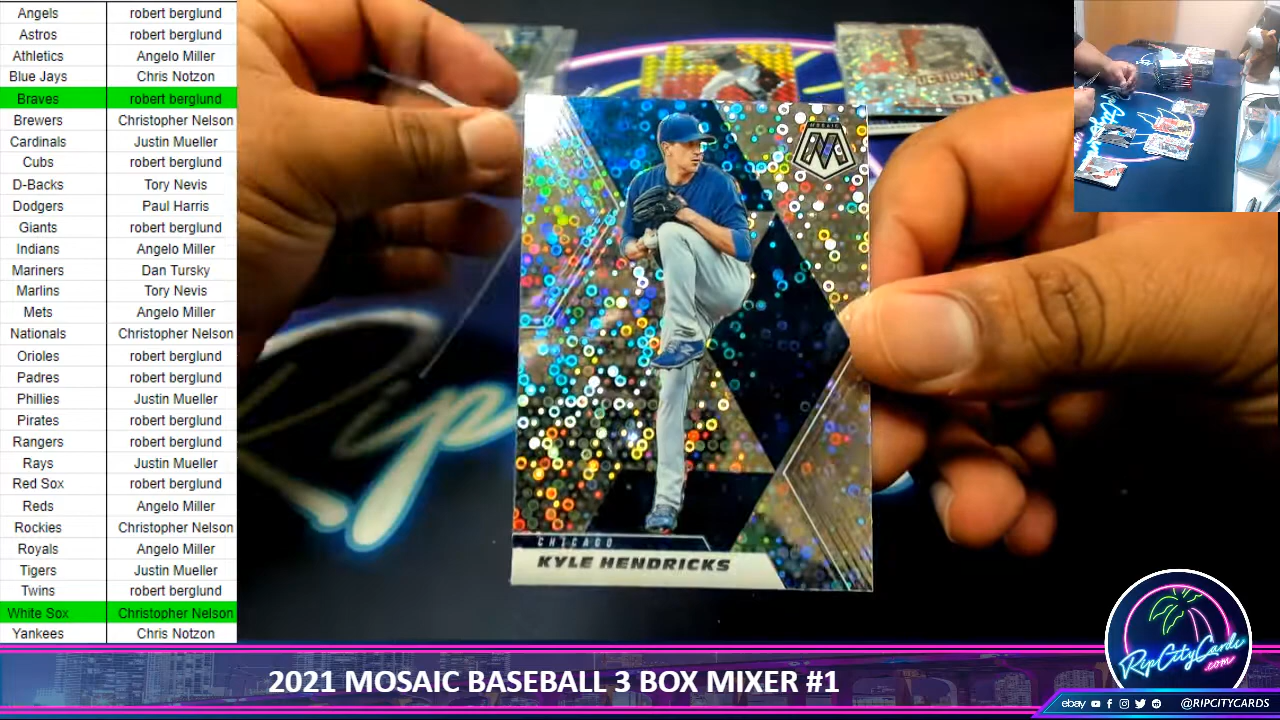 Angels robert berglund
Astros robert berglund
Athletics Angelo Miller
Blue Jays Chris Notzon
Braves robert berglund
Brewers Christopher Nelson
Cardinals Justin Mueller
Cubs robert berglund
D-Backs Tory Nevis
Dodgers Paul Harris
Giants robert berglund
Indians Angelo Miller
Mariners Dan Tursky
Marlins Tory Nevis
Mets Angelo Miller
Nationals Christopher Nelson
Orioles robert berglund
Padres robert berglund
Phillies Justin Mueller
Pirates robert berglund
Rangers robert berglund
Rays Justin Mueller
Red Sox robert berglund
Reds Angelo Miller
Rockies Christopher Nelson
Royals Angelo Miller
Tigers Justin Mueller
Twins robert berglund
White Sox Christopher Nelson
Yankees Chris Notzon
MOSAIC
M
CHICAGO
KYLE HENDRICKS
Rip
2021 MOSAIC BASEBALL 3 BOX MIXER #1
RipCityCards
.com
ebay @RIPCITYCARDS